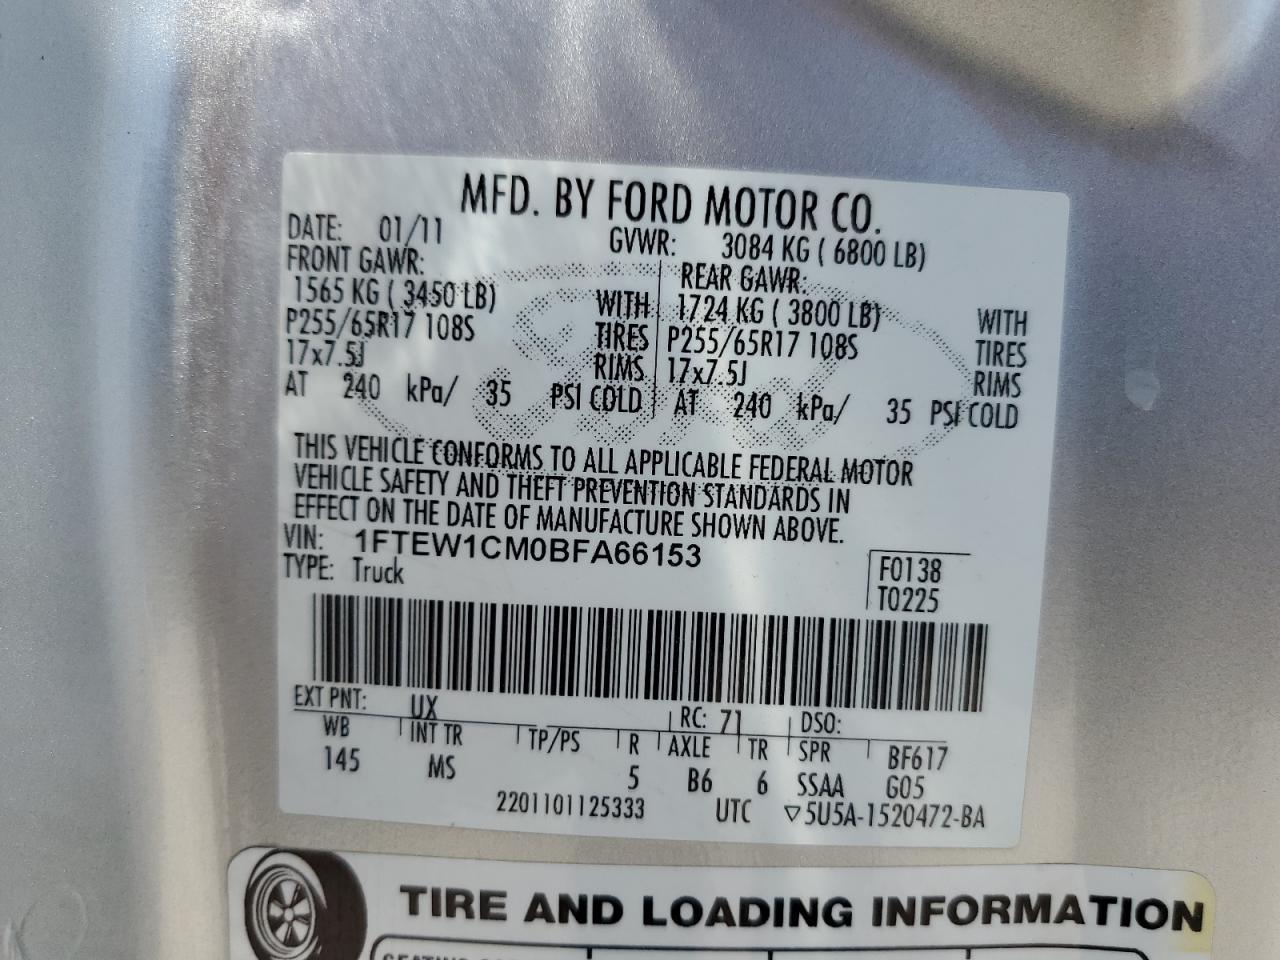 MFD. BY FORD MOTOR CO.
DATE: 01/11 GVWR: 3084 KG ( 6800 LB)
FRONT GAWR: REAR GAWR:
1565 KG ( 3450 LB) WITH 1724 KG ( 3800 LB) WITH
P255/65R17 108S TIRES P255/65R17 108S TIRES
17x7.5J RIMS 17x7.5J RIMS
AT 240 kPa/ 35 PSI COLD AT 240 kPa/ 35 PSI COLD
THIS VEHICLE CONFORMS TO ALL APPLICABLE FEDERAL MOTOR
VEHICLE SAFETY AND THEFT PREVENTION STANDARDS IN
EFFECT ON THE DATE OF MANUFACTURE SHOWN ABOVE.
VIN: 1FTEW1CM0BFA66153
TYPE: Truck
F0138
T0225
EXT PNT: UX RC: 71 DSO:
WB INT TR TP/PS R AXLE TR SPR BF617
145 MS 5 B6 6 SSAA G05
2201101125333 UTC ▽5U5A-1520472-BA
TIRE AND LOADING INFORMATION